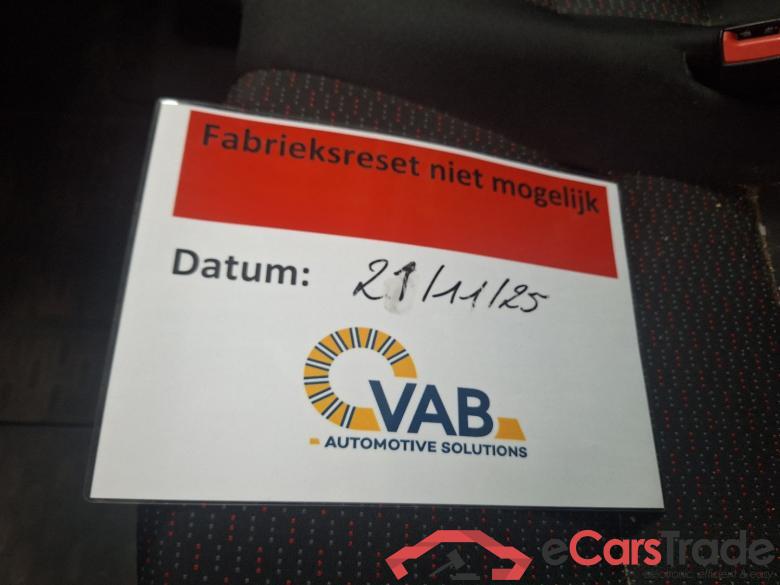 Fabrieksreset niet mogelijk
Datum: 21/11/25
VAB
AUTOMOTIVE SOLUTIONS
eCarsTrade